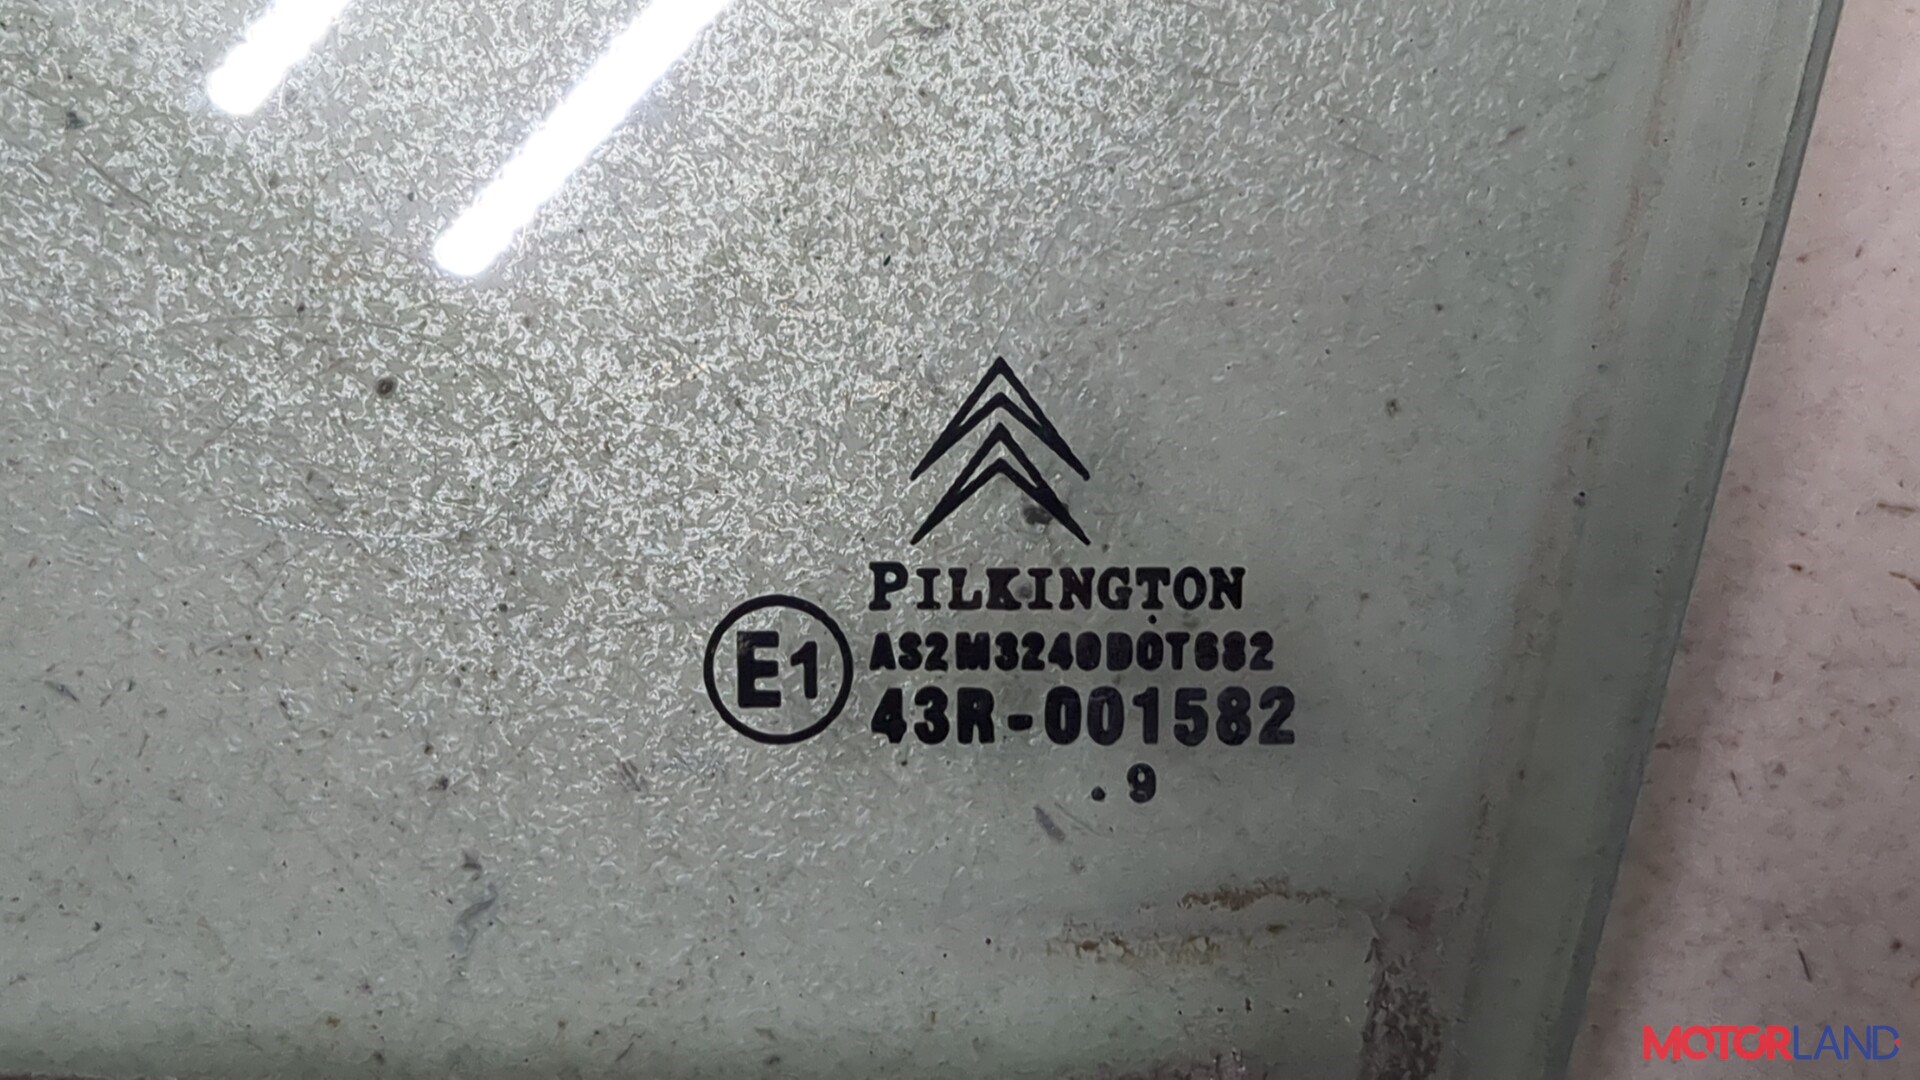 PILKINGTON
E1
AS2M3240DOT682
43R-001582
. 9
MOTORLAND